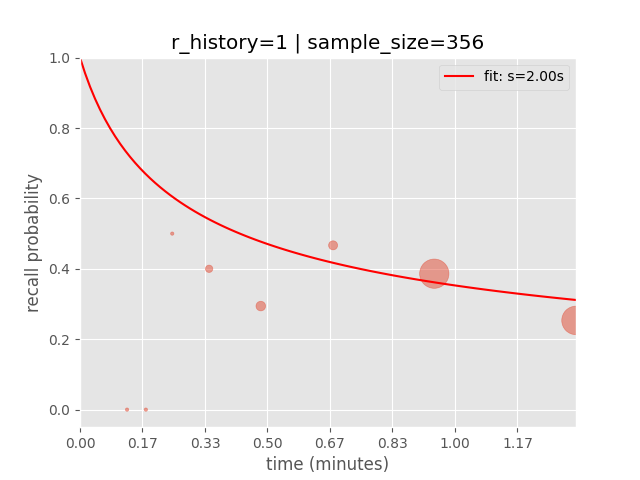 r_history=1 | sample_size=356
fit: s=2.00s
1.0
0.8
0.6
0.4
0.2
0.0
recall probability
0.00 0.17 0.33 0.50 0.67 0.83 1.00 1.17
time (minutes)